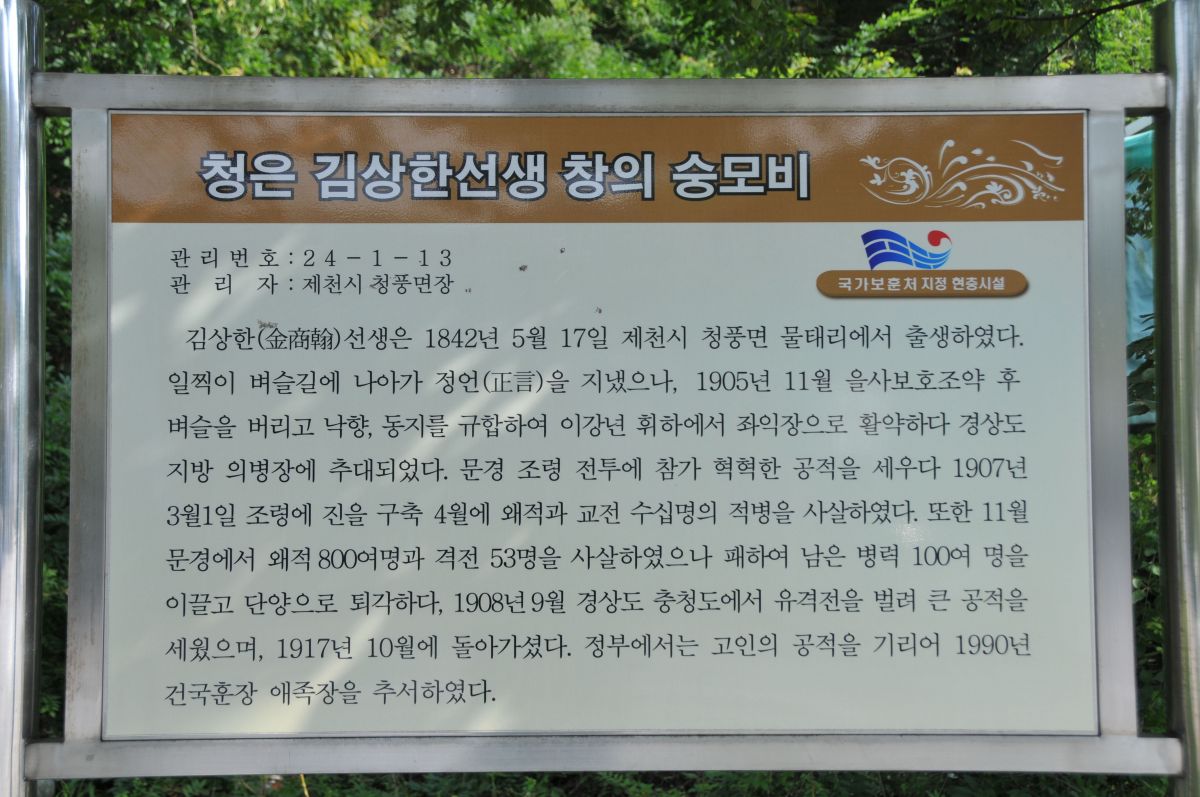 청은 김상한선생 창의 숭모비
국가보훈처 지정 현충시설
관 리 번 호 : 2 4 - 1 - 1 3
관 리 자 : 제천시 청풍면장
김상한(金商翰)선생은 1842년 5월 17일 제천시 청풍면 물태리에서 출생하였다.
일찍이 벼슬길에 나아가 정언(正言)을 지냈으나, 1905년 11월 을사보호조약 후
벼슬을 버리고 낙향, 동지를 규합하여 이강년 휘하에서 좌익장으로 활약하다 경상도
지방 의병장에 추대되었다. 문경 조령 전투에 참가 혁혁한 공적을 세우다 1907년
3월1일 조령에 진을 구축 4월에 왜적과 교전 수십명의 적병을 사살하였다. 또한 11월
문경에서 왜적 800여명과 격전 53명을 사살하였으나 패하여 남은 병력 100여 명을
이끌고 단양으로 퇴각하다, 1908년 9월 경상도 충청도에서 유격전을 벌려 큰 공적을
세웠으며, 1917년 10월에 돌아가셨다. 정부에서는 고인의 공적을 기리어 1990년
건국훈장 애족장을 추서하였다.